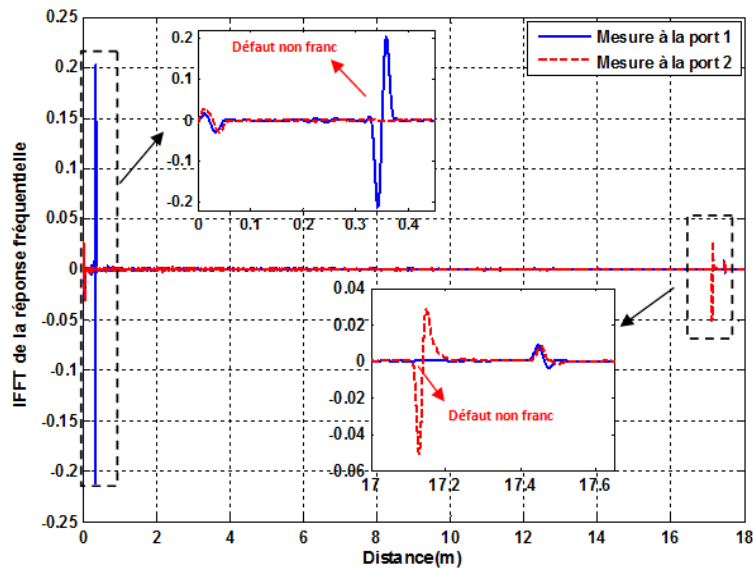 0.25
0.2
0.15
0.1
0.05
0
-0.05
-0.1
-0.15
-0.2
-0.25
IFFT de la réponse fréquentielle
0 2 4 6 8 10 12 14 16 18
Distance(m)
Mesure à la port 1
Mesure à la port 2
0.2
0.1
0
-0.1
-0.2
0 0.1 0.2 0.3 0.4
Défaut non franc
0.04
0.02
0
-0.02
-0.04
-0.06
17 17.2 17.4 17.6
Défaut non franc